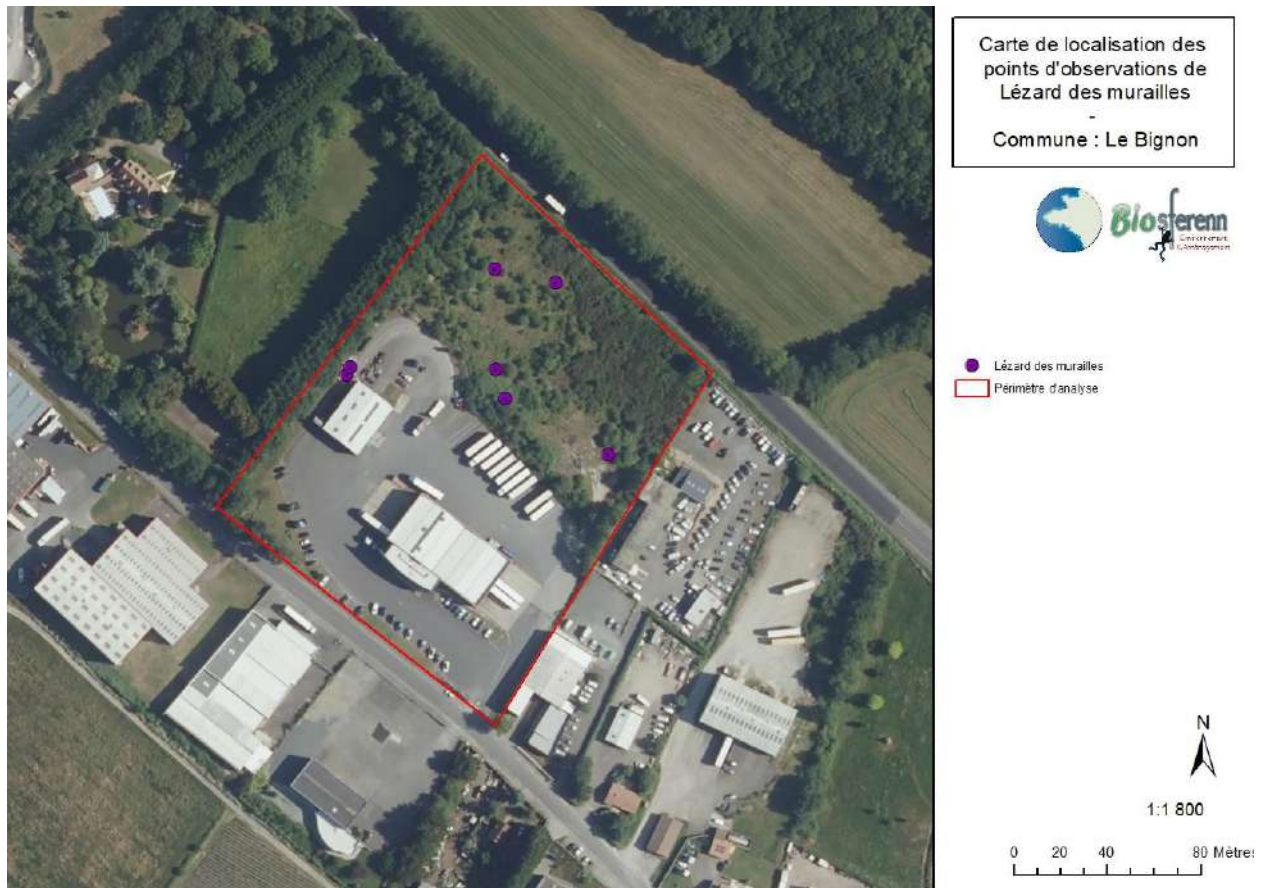 Carte de localisation des
points d'observations de
Lézard des murailles
-
Commune : Le Bignon
Biosferenn
Lézard des murailles
Périmètre d'analyse
N
1:1 800
0 20 40 80 Mètres